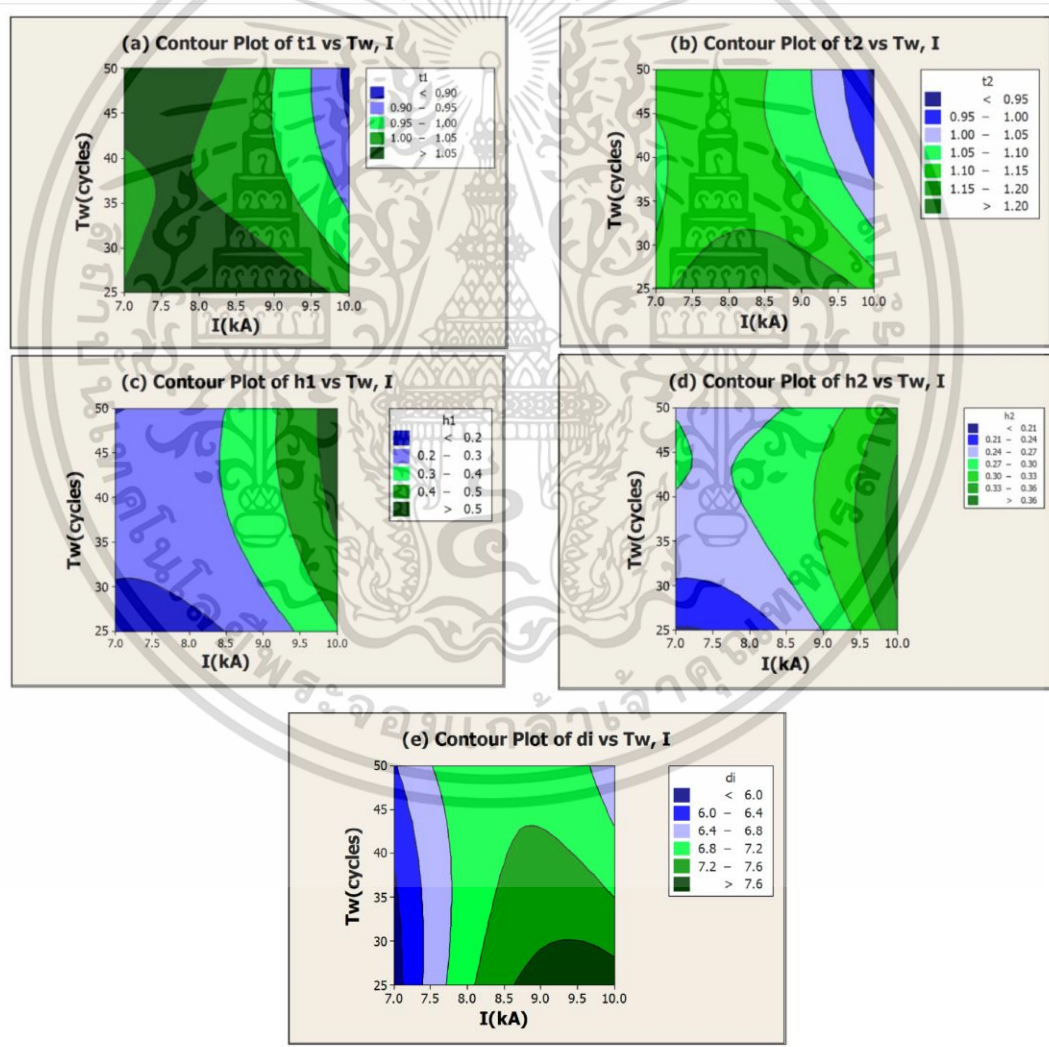 (a) Contour Plot of t1 vs Tw, I
Tw(cycles)
50
45
40
35
30
25
7.0 7.5 8.0 8.5 9.0 9.5 10.0
I(kA)
t1
< 0.90
0.90 – 0.95
0.95 – 1.00
1.00 – 1.05
> 1.05
(b) Contour Plot of t2 vs Tw, I
Tw(cycles)
50
45
40
35
30
25
7.0 7.5 8.0 8.5 9.0 9.5 10.0
I(kA)
t2
< 0.95
0.95 – 1.00
1.00 – 1.05
1.05 – 1.10
1.10 – 1.15
1.15 – 1.20
> 1.20
(c) Contour Plot of h1 vs Tw, I
Tw(cycles)
50
45
40
35
30
25
7.0 7.5 8.0 8.5 9.0 9.5 10.0
I(kA)
h1
< 0.2
0.2 – 0.3
0.3 – 0.4
0.4 – 0.5
> 0.5
(d) Contour Plot of h2 vs Tw, I
Tw(cycles)
50
45
40
35
30
25
7.0 7.5 8.0 8.5 9.0 9.5 10.0
I(kA)
h2
< 0.21
0.21 – 0.24
0.24 – 0.27
0.27 – 0.30
0.30 – 0.33
0.33 – 0.36
> 0.36
(e) Contour Plot of di vs Tw, I
Tw(cycles)
50
45
40
35
30
25
7.0 7.5 8.0 8.5 9.0 9.5 10.0
I(kA)
di
< 6.0
6.0 – 6.4
6.4 – 6.8
6.8 – 7.2
7.2 – 7.6
> 7.6